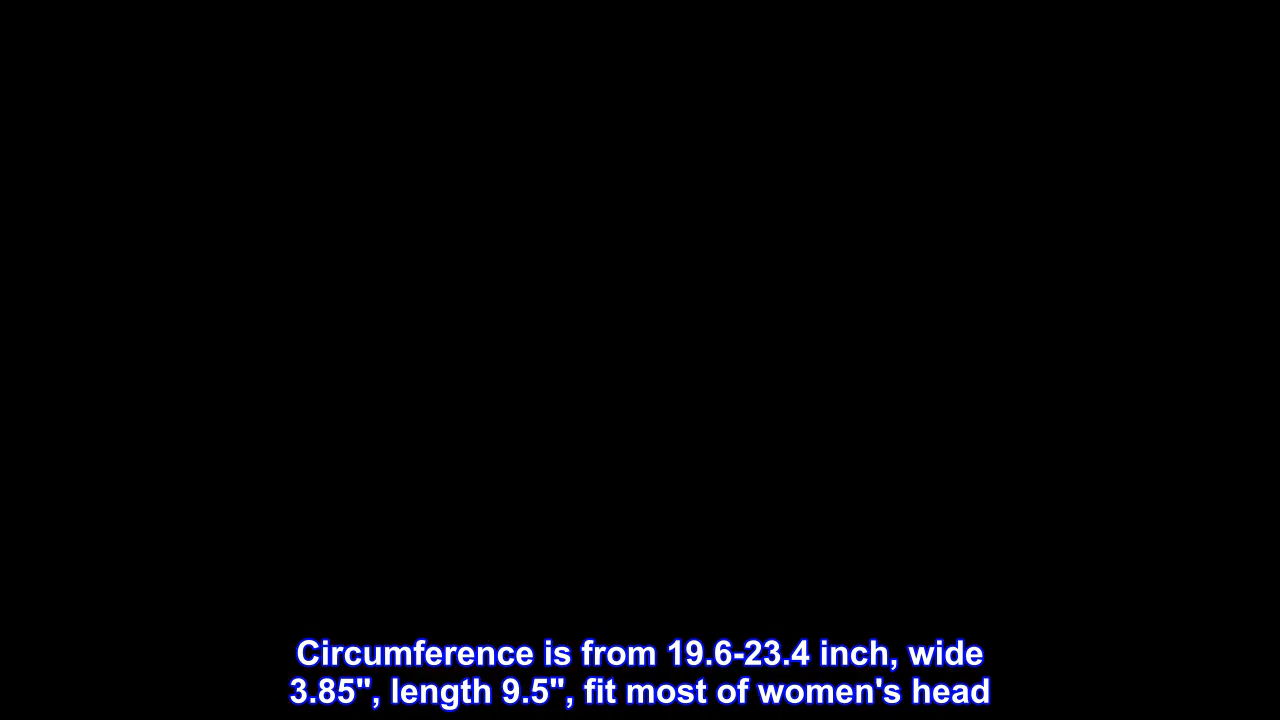 Circumference is from 19.6-23.4 inch, wide
3.85", length 9.5", fit most of women's head